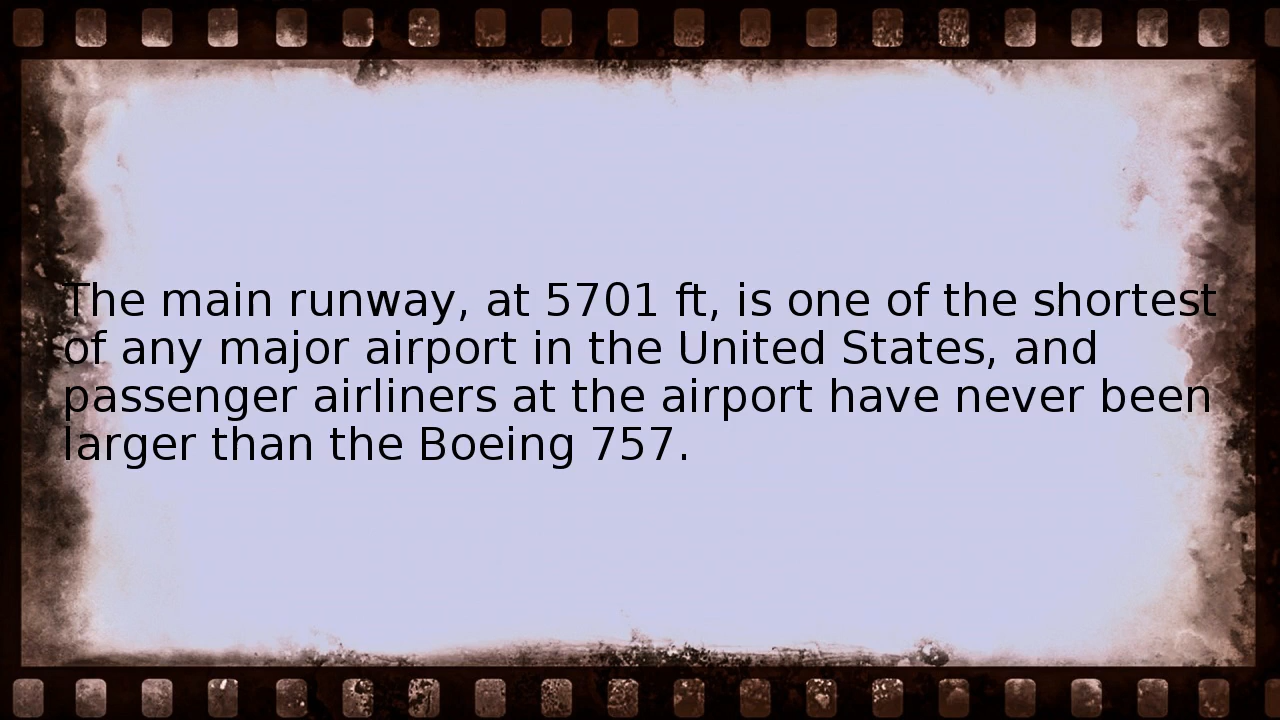 The main runway, at 5701 ft, is one of the shortest
of any major airport in the United States, and
passenger airliners at the airport have never been
larger than the Boeing 757.